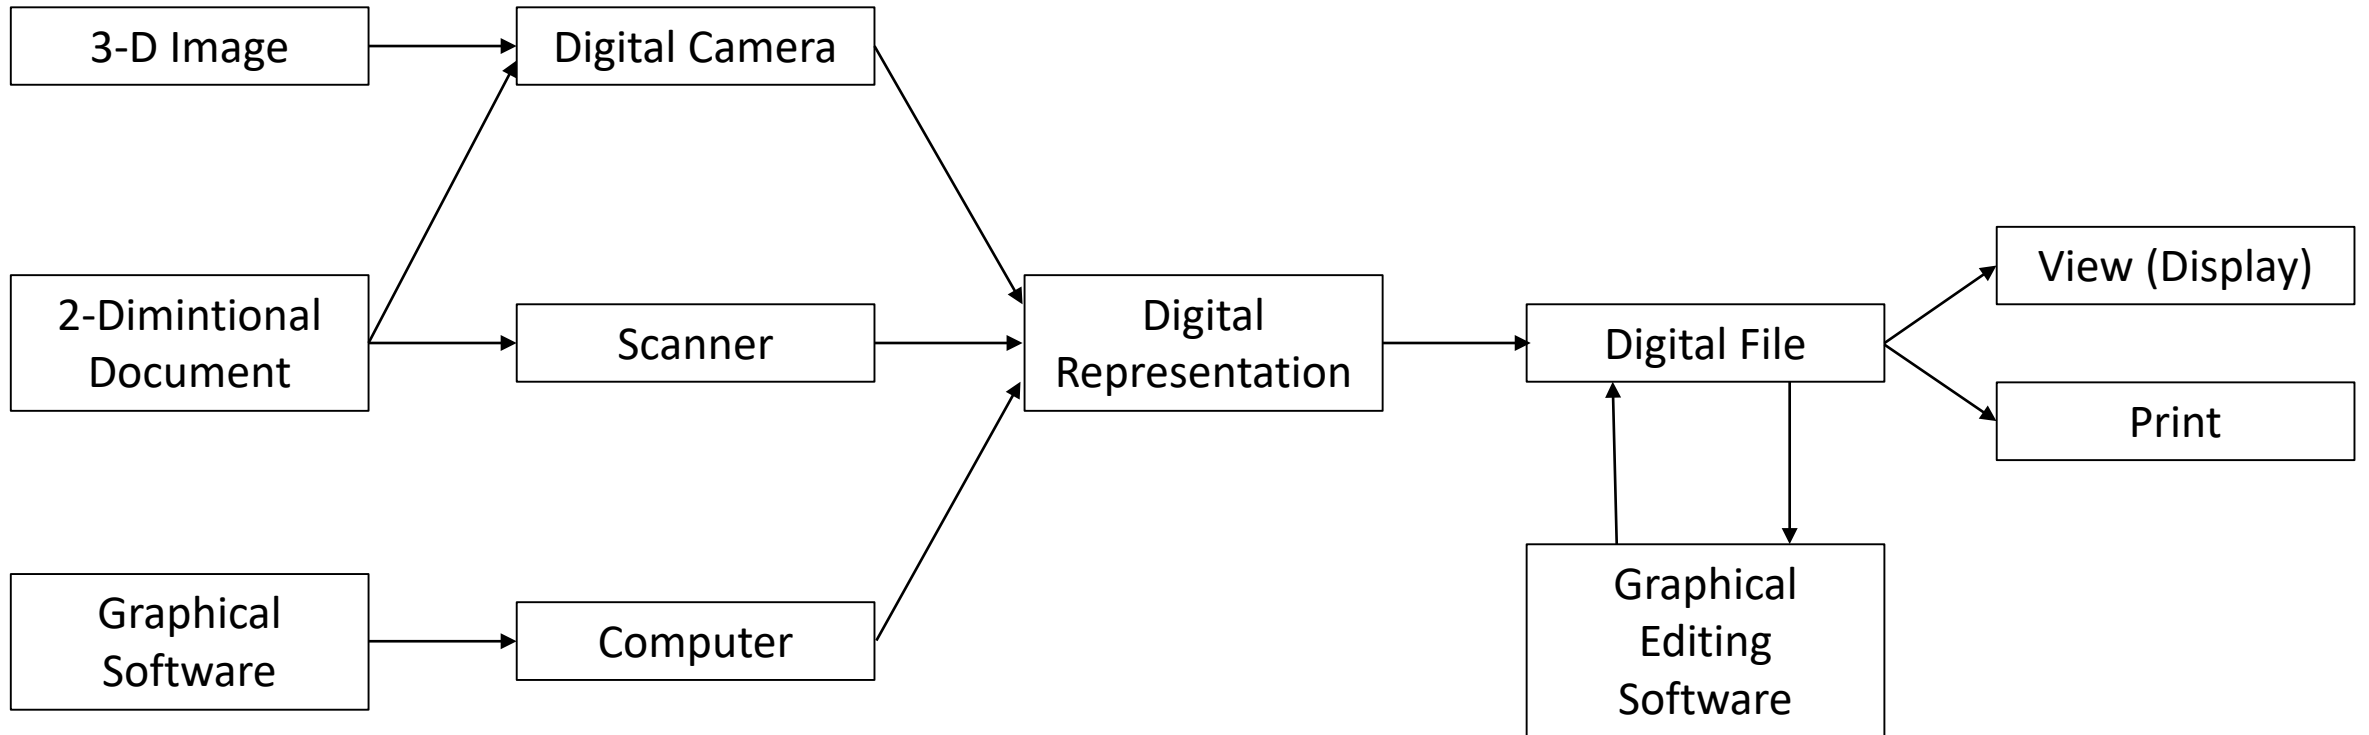 3-D Image
Digital Camera
2-Dimintional
Document
Scanner
Graphical
Software
Computer
Digital
Representation
Digital File
View (Display)
Print
Graphical
Editing
Software